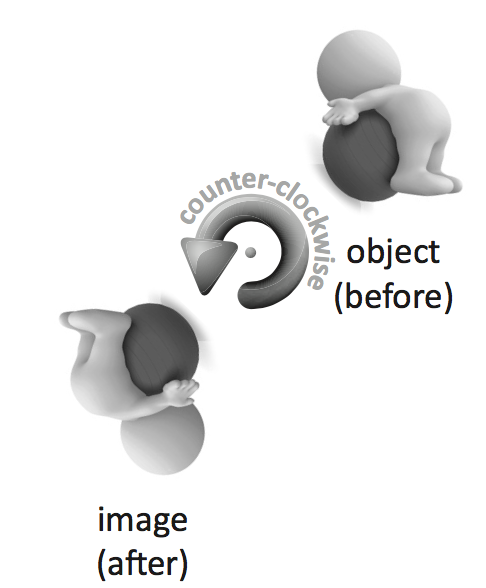 counter-clockwise
object
(before)
image
(after)